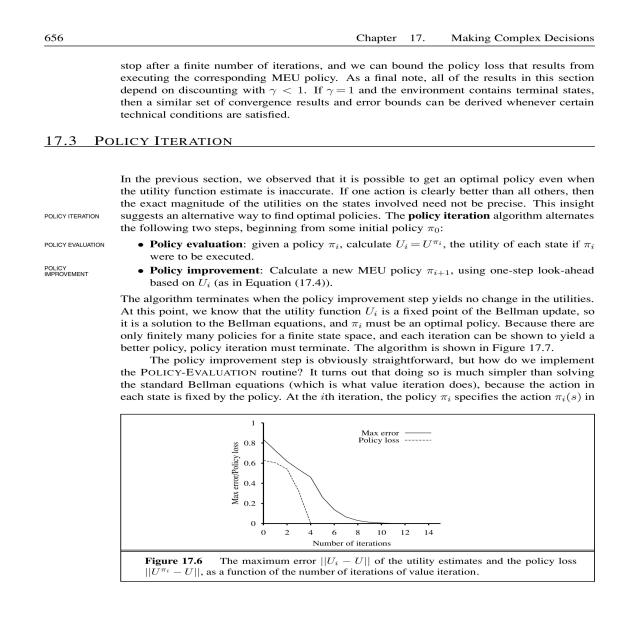 656 Chapter 17. Making Complex Decisions
stop after a finite number of iterations, and we can bound the policy loss that results from
executing the corresponding MEU policy. As a final note, all of the results in this section
depend on discounting with γ < 1. If γ = 1 and the environment contains terminal states,
then a similar set of convergence results and error bounds can be derived whenever certain
technical conditions are satisfied.
17.3 POLICY ITERATION
In the previous section, we observed that it is possible to get an optimal policy even when
the utility function estimate is inaccurate. If one action is clearly better than all others, then
the exact magnitude of the utilities on the states involved need not be precise. This insight
POLICY ITERATION suggests an alternative way to find optimal policies. The policy iteration algorithm alternates
the following two steps, beginning from some initial policy π0:
POLICY EVALUATION • Policy evaluation: given a policy πi, calculate Ui = U^πi, the utility of each state if πi
were to be executed.
POLICY
IMPROVEMENT • Policy improvement: Calculate a new MEU policy πi+1, using one-step look-ahead
based on Ui (as in Equation (17.4)).
The algorithm terminates when the policy improvement step yields no change in the utilities.
At this point, we know that the utility function Ui is a fixed point of the Bellman update, so
it is a solution to the Bellman equations, and πi must be an optimal policy. Because there are
only finitely many policies for a finite state space, and each iteration can be shown to yield a
better policy, policy iteration must terminate. The algorithm is shown in Figure 17.7.
The policy improvement step is obviously straightforward, but how do we implement
the POLICY-EVALUATION routine? It turns out that doing so is much simpler than solving
the standard Bellman equations (which is what value iteration does), because the action in
each state is fixed by the policy. At the ith iteration, the policy πi specifies the action πi(s) in
Max error/Policy loss
1
0.8
0.6
0.4
0.2
0
Max error
Policy loss
0 2 4 6 8 10 12 14
Number of iterations
Figure 17.6 The maximum error ||Ui − U|| of the utility estimates and the policy loss
||U^πi − U||, as a function of the number of iterations of value iteration.